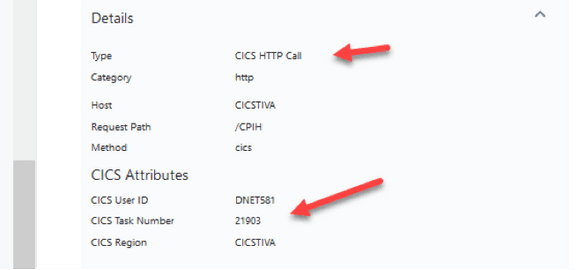 Details
Type CICS HTTP Call
Category http
Host CICSTIVA
Request Path /CPIH
Method cics
CICS Attributes
CICS User ID DNET581
CICS Task Number 21903
CICS Region CICSTIVA